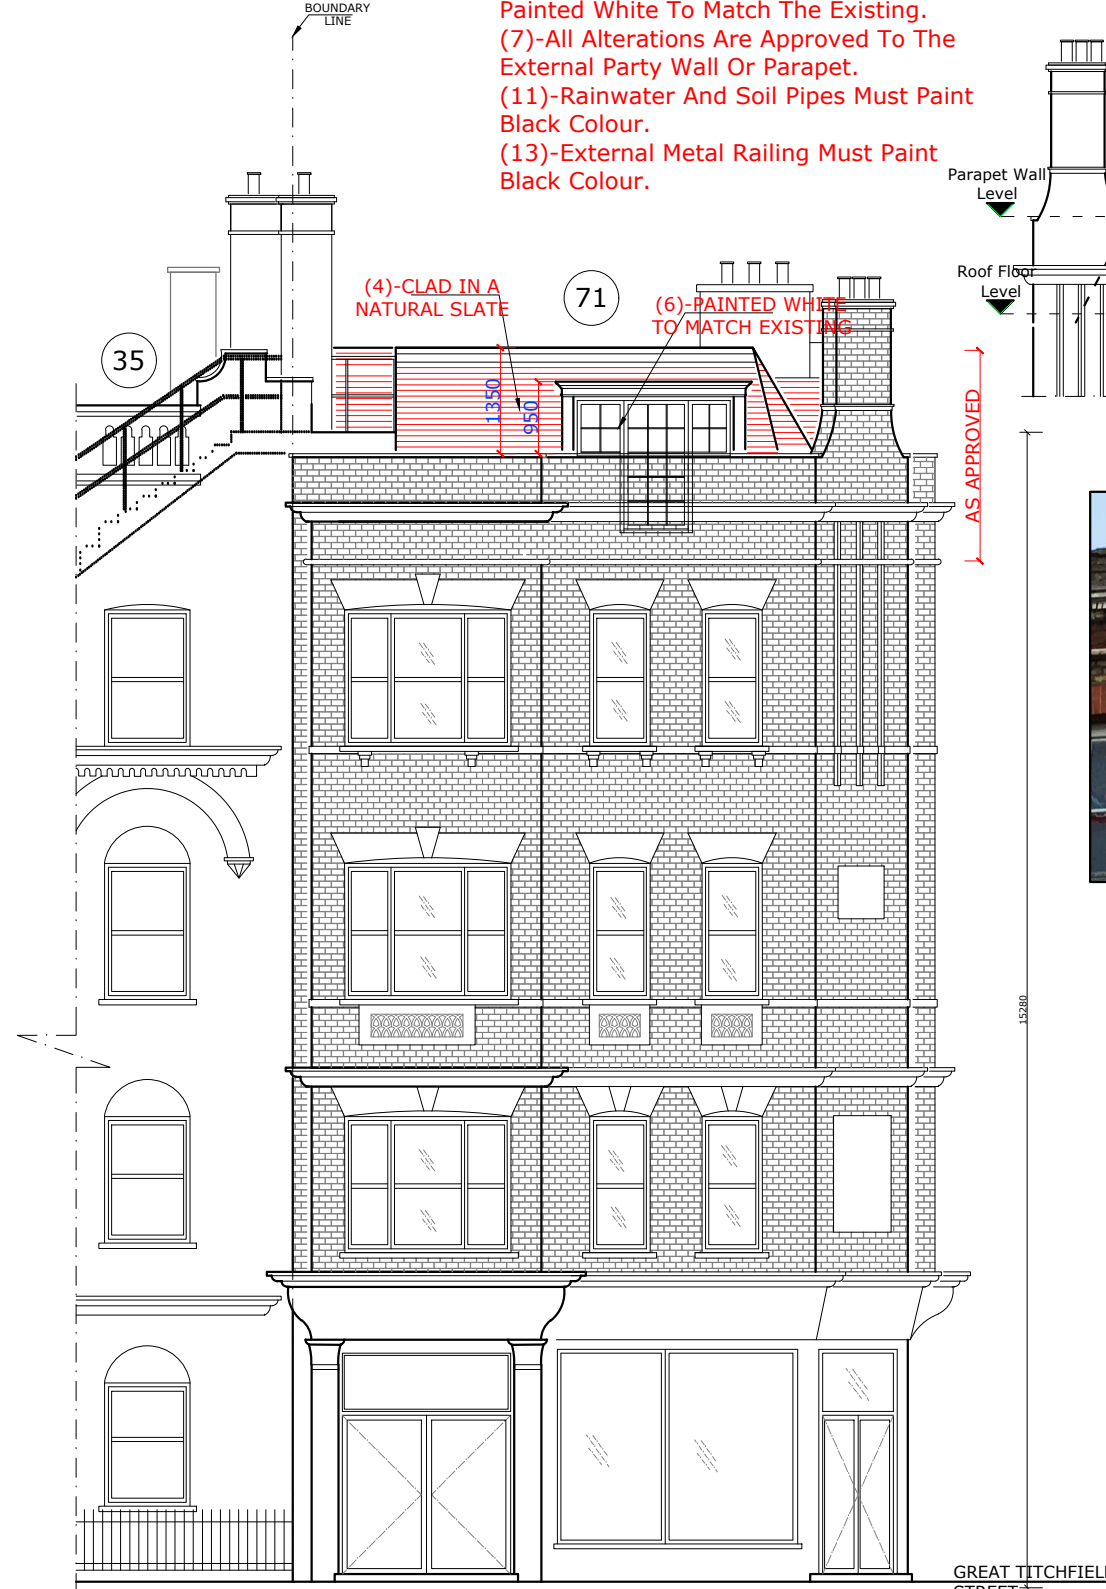 BOUNDARY
LINE
Painted White To Match The Existing.
(7)-All Alterations Are Approved To The
External Party Wall Or Parapet.
(11)-Rainwater And Soil Pipes Must Paint
Black Colour.
(13)-External Metal Railing Must Paint
Black Colour.
Parapet Wall
Level
Roof Floor
Level
(4)-CLAD IN A
NATURAL SLATE
71
(6)-PAINTED WHITE
TO MATCH EXISTING
35
1350
950
AS APPROVED
15280
GREAT TITCHFIEL
STREET